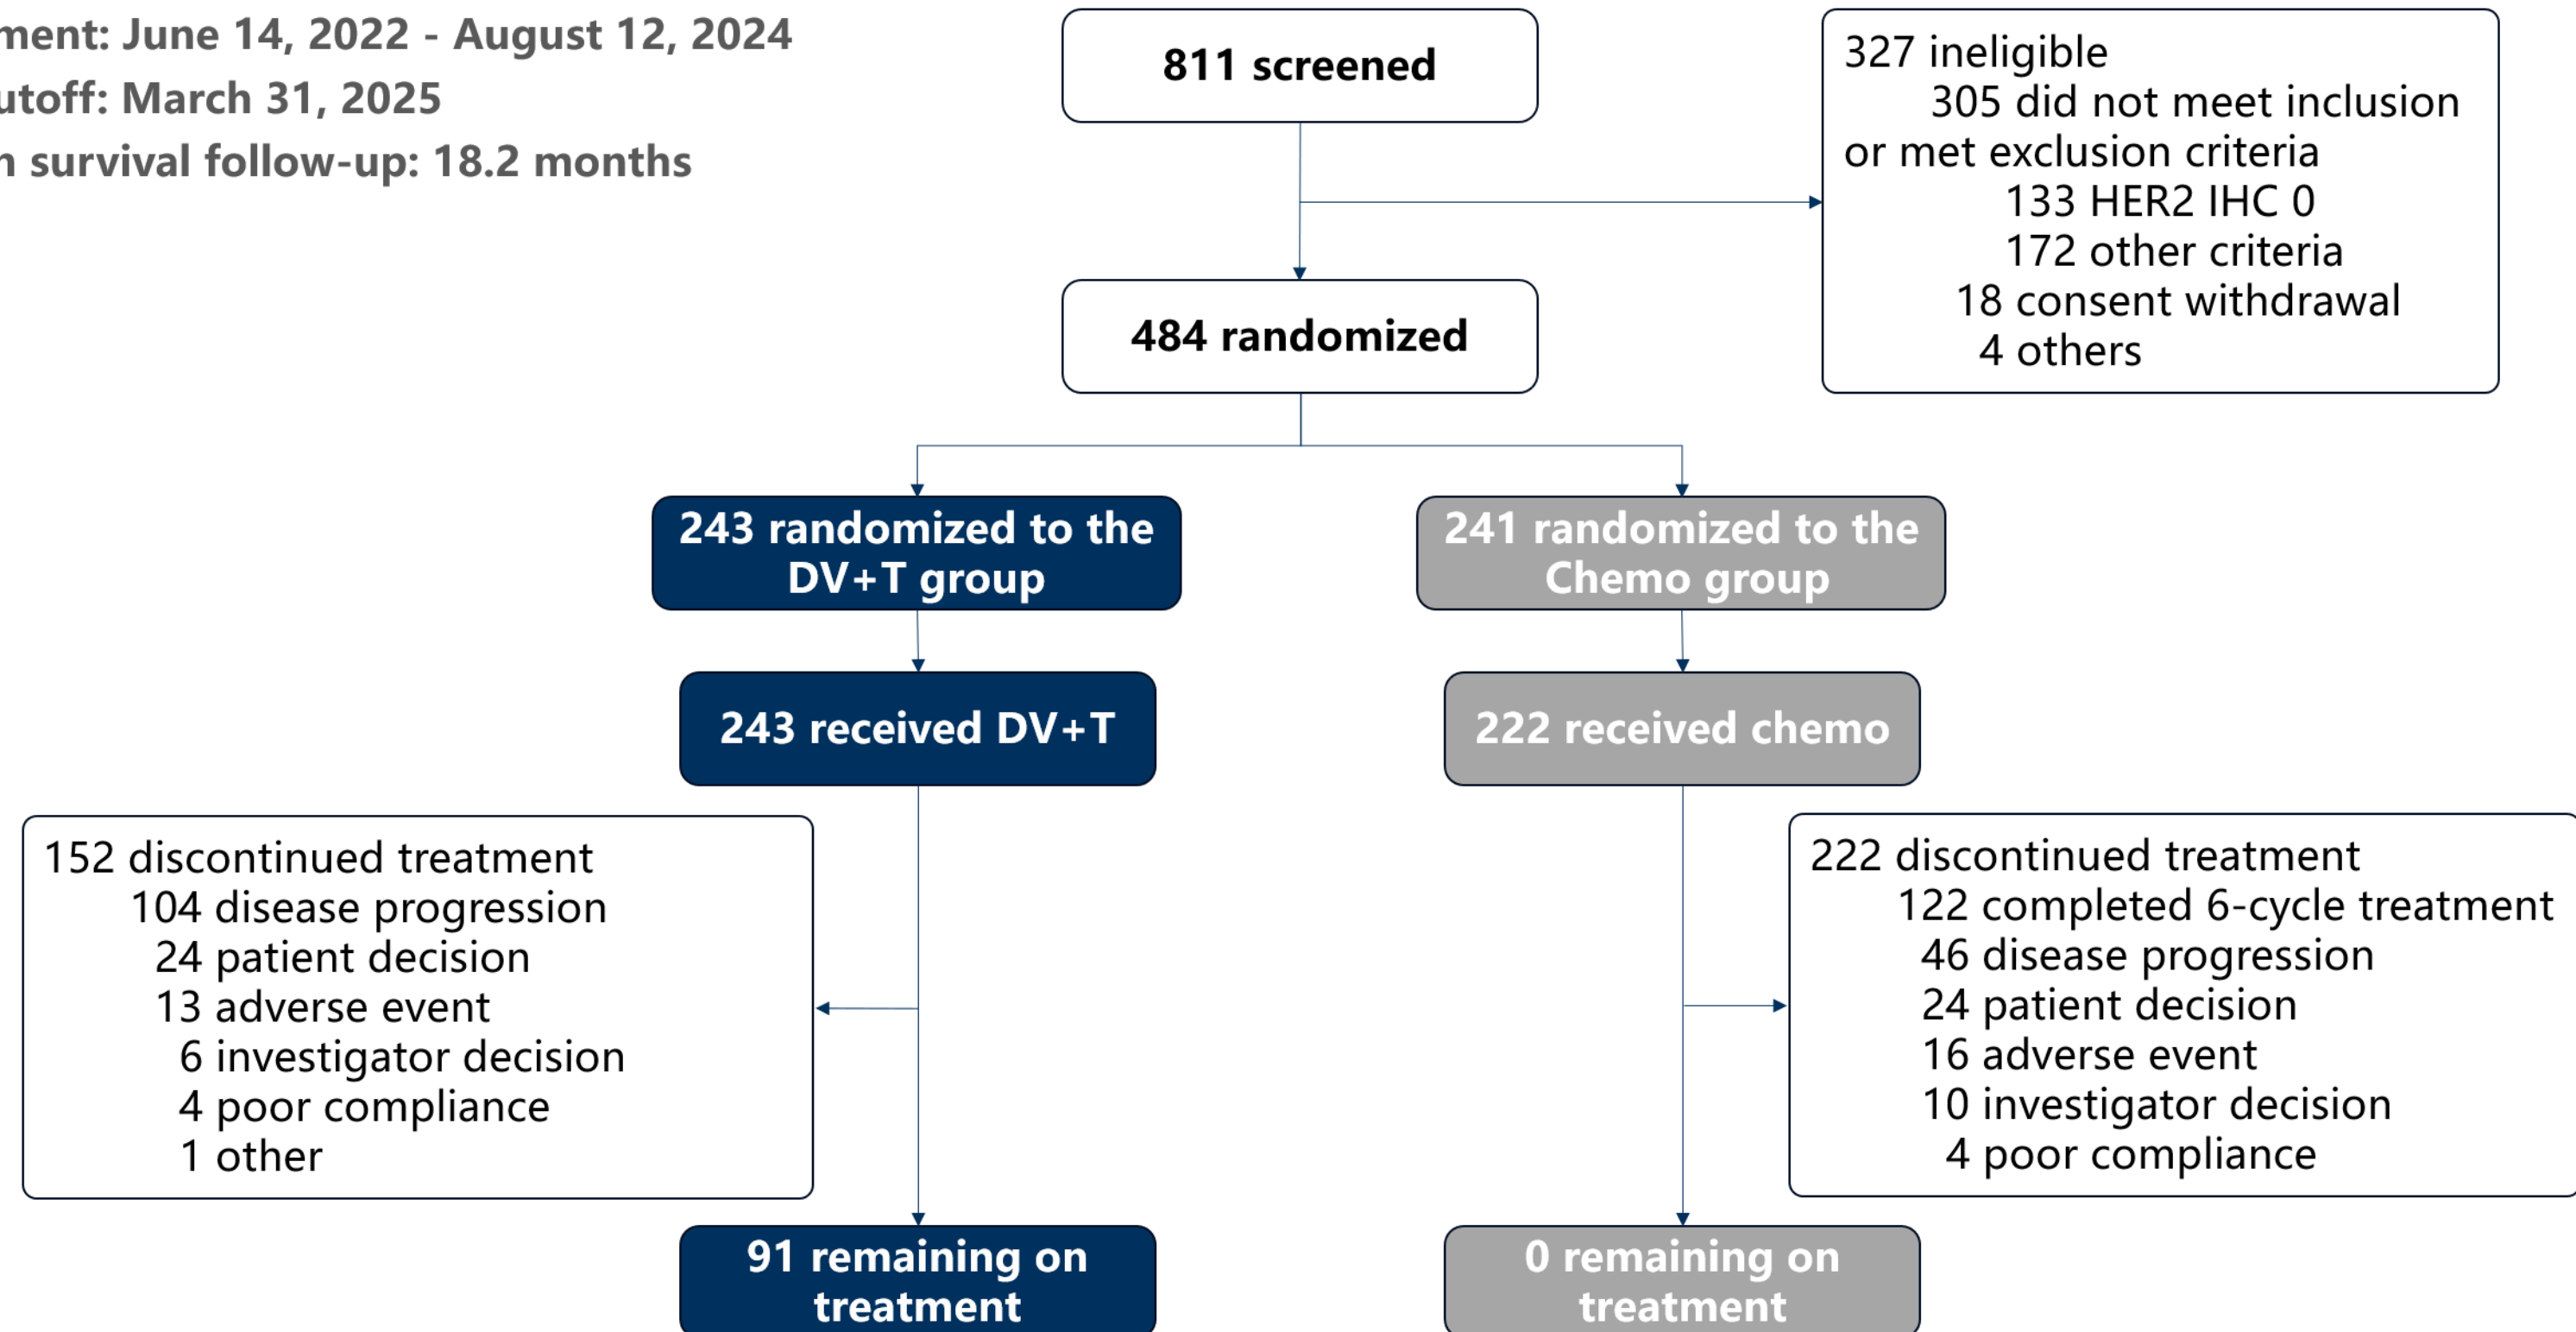 June 14, 2022 - August 12, 2024
March 31, 2025
survival follow-up: 18.2 months
811 screened
327 ineligible
305 did not meet inclusion
or met exclusion criteria
133 HER2 IHC 0
172 other criteria
18 consent withdrawal
4 others
484 randomized
243 randomized to the
DV+T group
241 randomized to the
Chemo group
243 received DV+T
222 received chemo
152 discontinued treatment
104 disease progression
24 patient decision
13 adverse event
6 investigator decision
4 poor compliance
1 other
222 discontinued treatment
122 completed 6-cycle treatment
46 disease progression
24 patient decision
16 adverse event
10 investigator decision
4 poor compliance
91 remaining on
treatment
0 remaining on
treatment